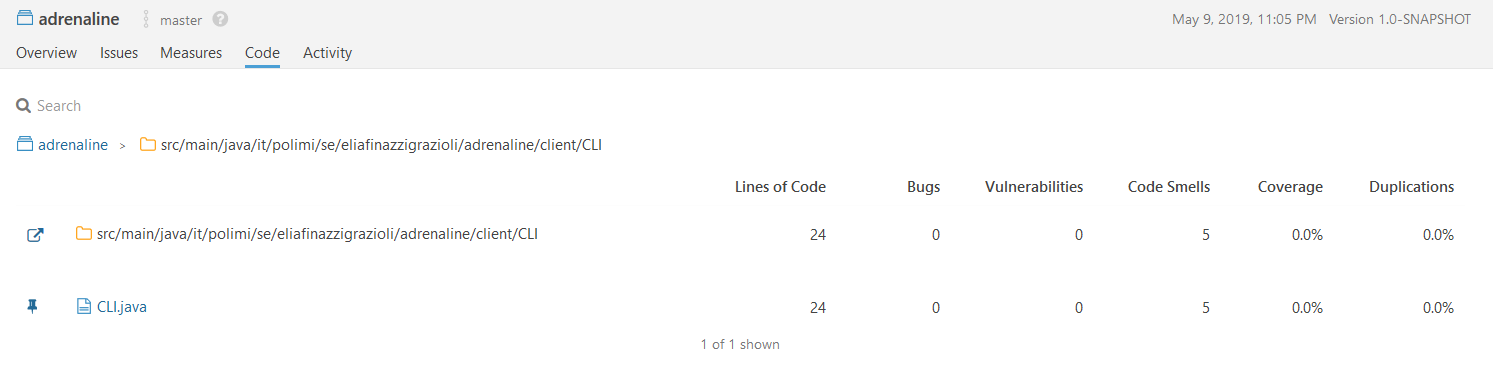 adrenaline master ? May 9, 2019, 11:05 PM Version 1.0-SNAPSHOT
Overview Issues Measures Code Activity
Search
adrenaline > src/main/java/it/polimi/se/eliafinazzigrazioli/adrenaline/client/CLI
Lines of Code Bugs Vulnerabilities Code Smells Coverage Duplications
src/main/java/it/polimi/se/eliafinazzigrazioli/adrenaline/client/CLI 24 0 0 5 0.0% 0.0%
CLI.java 24 0 0 5 0.0% 0.0%
1 of 1 shown